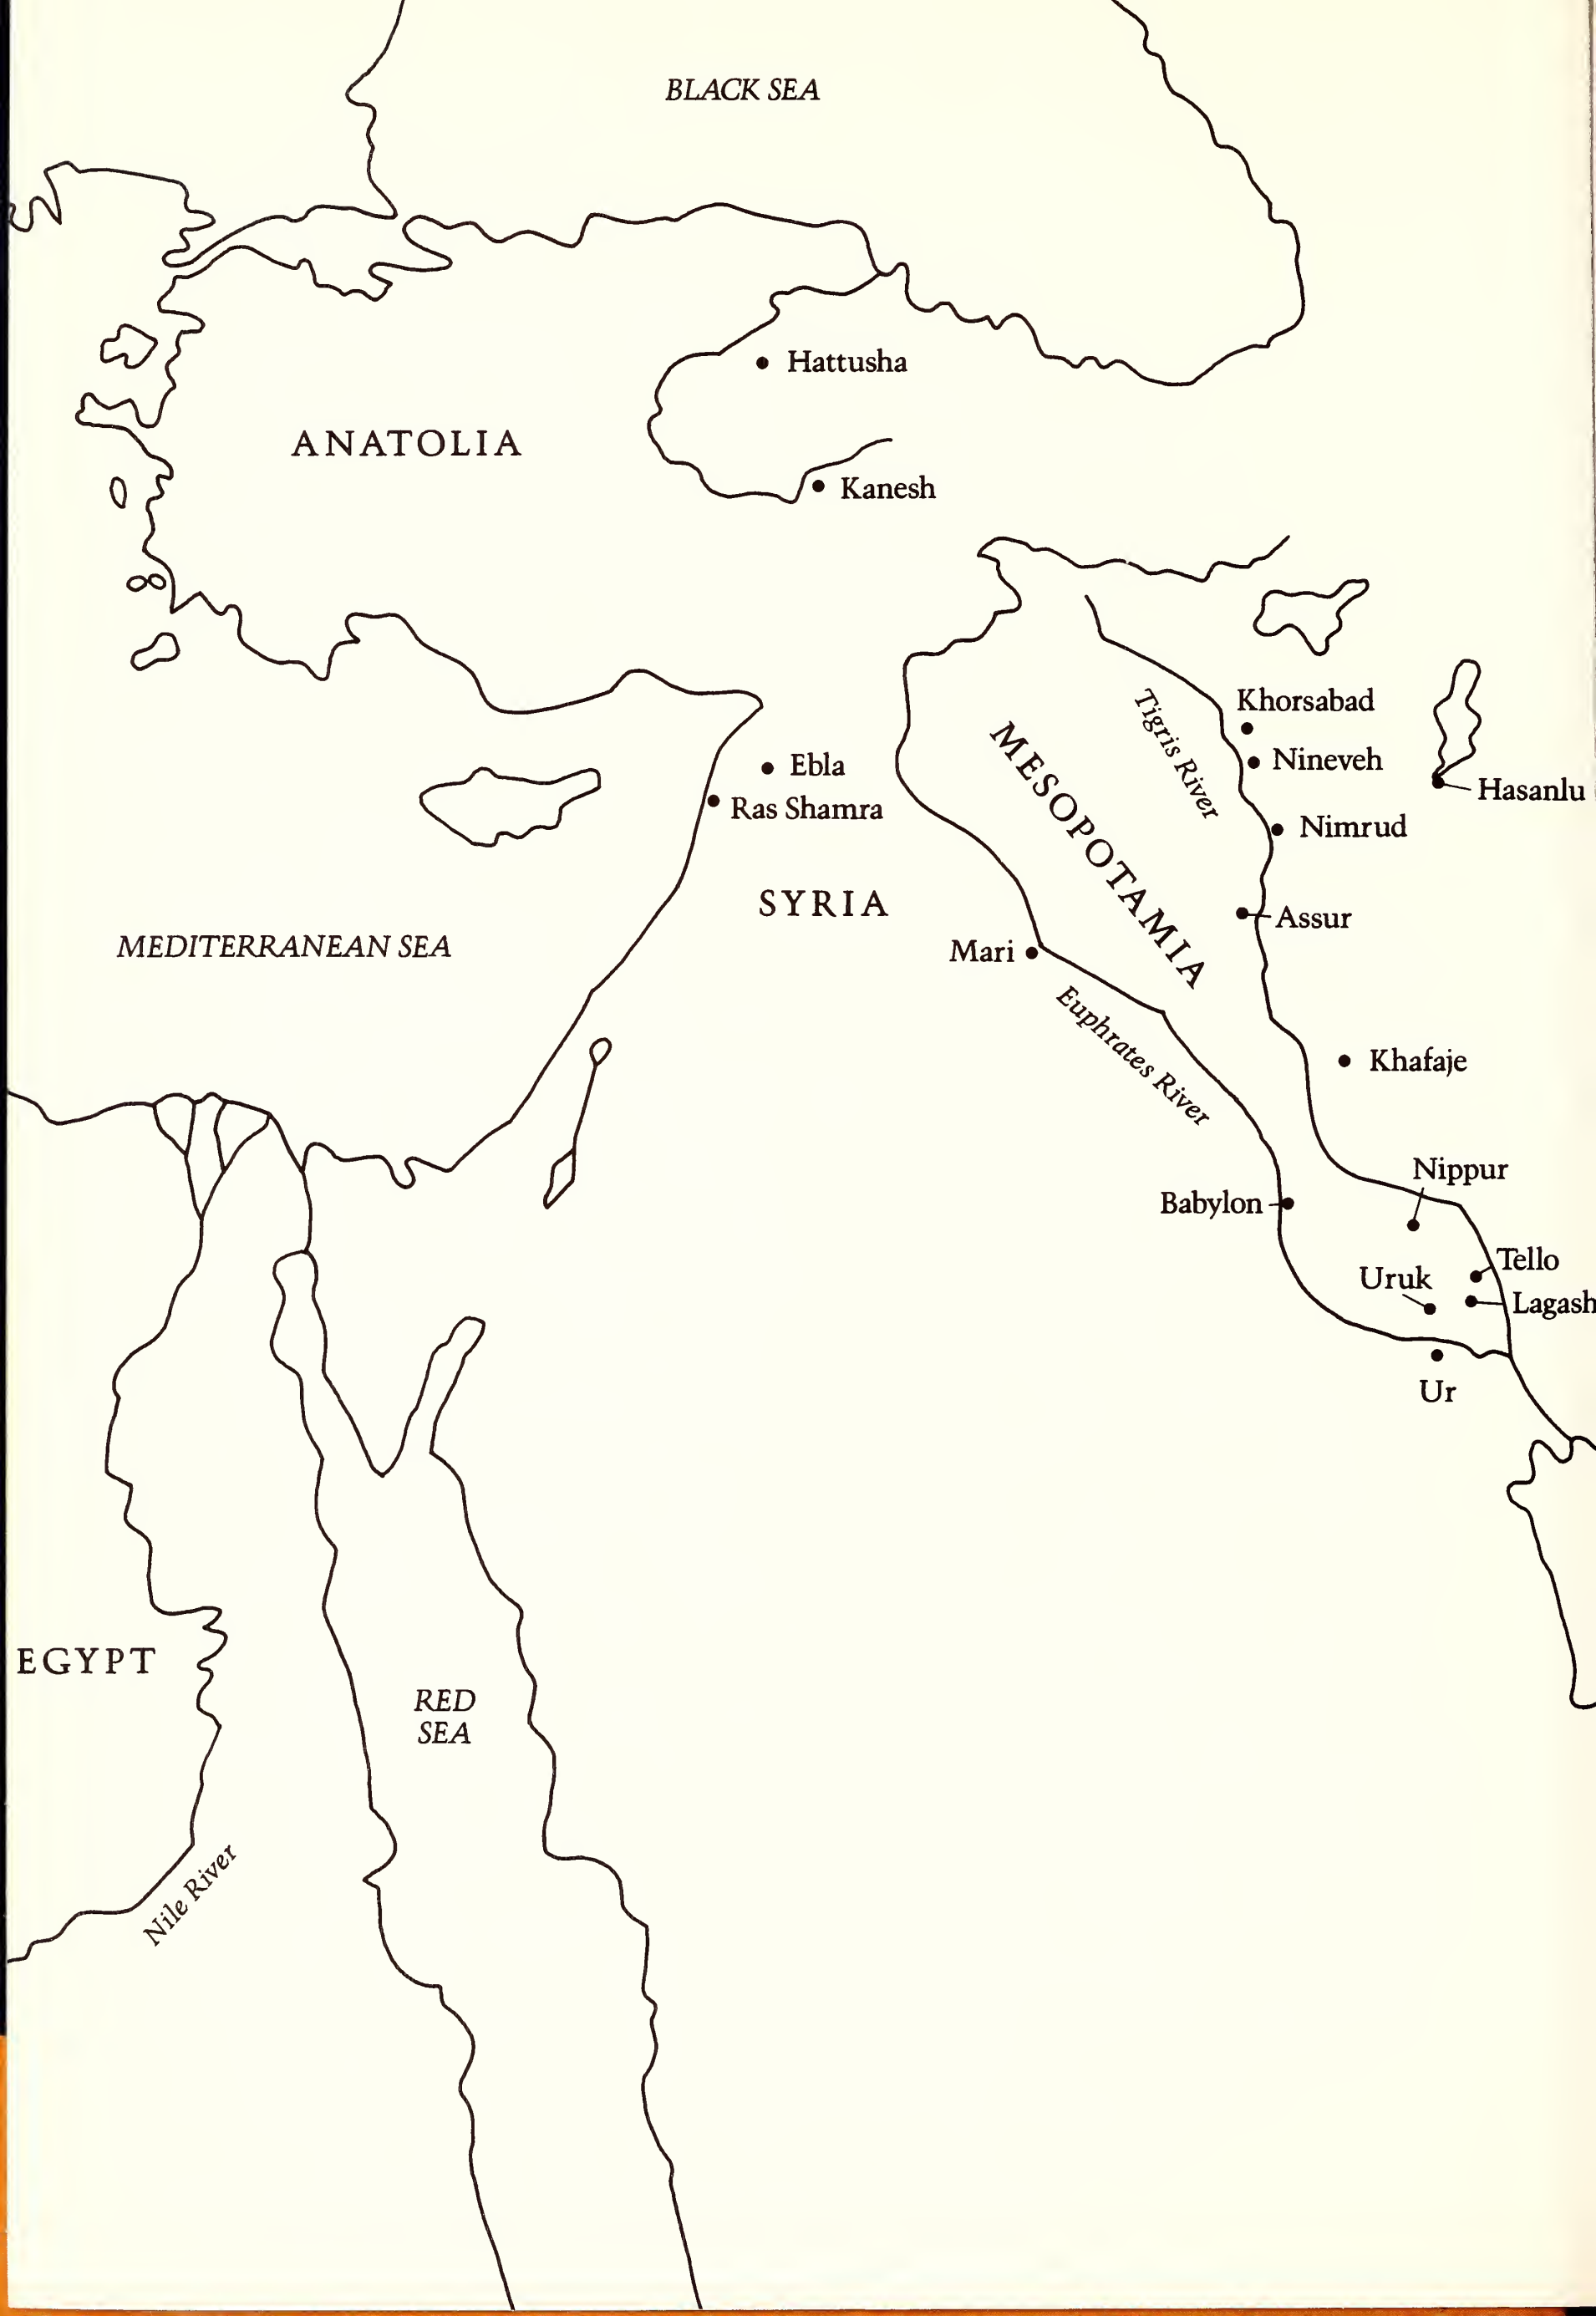 BLACK SEA
Hattusha
ANATOLIA
Kanesh
Tigris River
Khorsabad
Nineveh
Hasanlu
Nimrud
MESOPOTAMIA
Ebla
Ras Shamra
SYRIA
Assur
MEDITERRANEAN SEA
Mari
Euphrates River
Khafaje
Nippur
Babylon
Tello
Uruk
Lagash
Ur
EGYPT
RED
SEA
Nile River